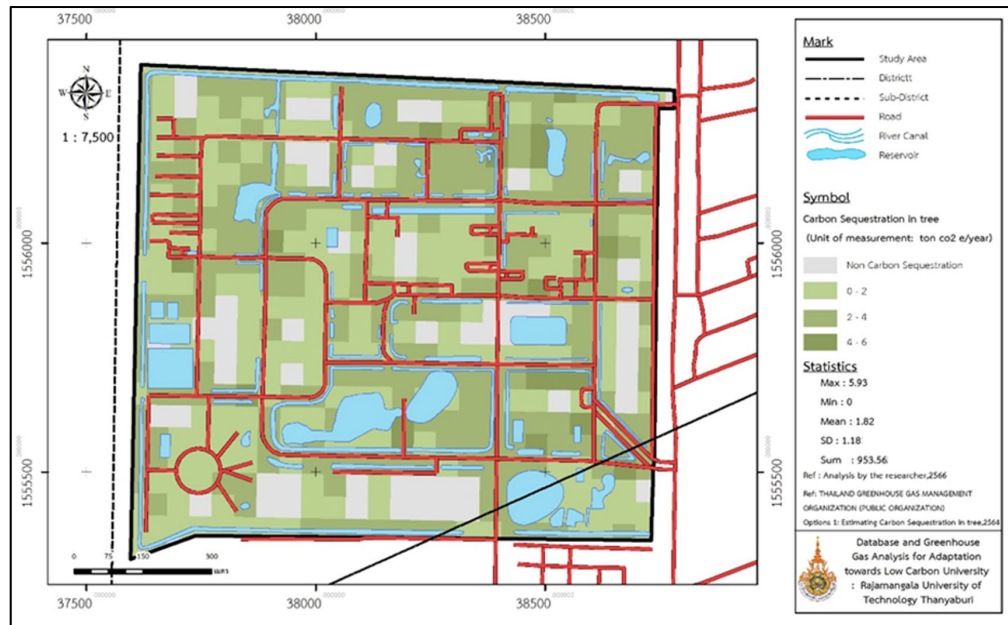 37500
38000
38500
N
W
E
S
1 : 7,500
1556000
1556000
1555500
1555500
0 75 150 300
37500
38000
38500
Mark
Study Area
Districtt
Sub-District
Road
River Canal
Reservoir
Symbol
Carbon Sequestration In tree
(Unit of measurement: ton co2 e/year)
Non Carbon Sequestration
0 - 2
2 - 4
4 - 6
Statistics
Max : 5.93
Min : 0
Mean : 1.82
SD : 1.18
Sum : 953.56
Ref : Analysis by the researcher,2566
Ref: THAILAND GREENHOUSE GAS MANAGEMENT
ORGANIZATION (PUBLIC ORGANIZATION)
Options 1: Estimating Carbon Sequestration In tree,2564
Database and Greenhouse
Gas Analysis for Adaptation
towards Low Carbon University
: Rajamangala University of
Technology Thanyaburi